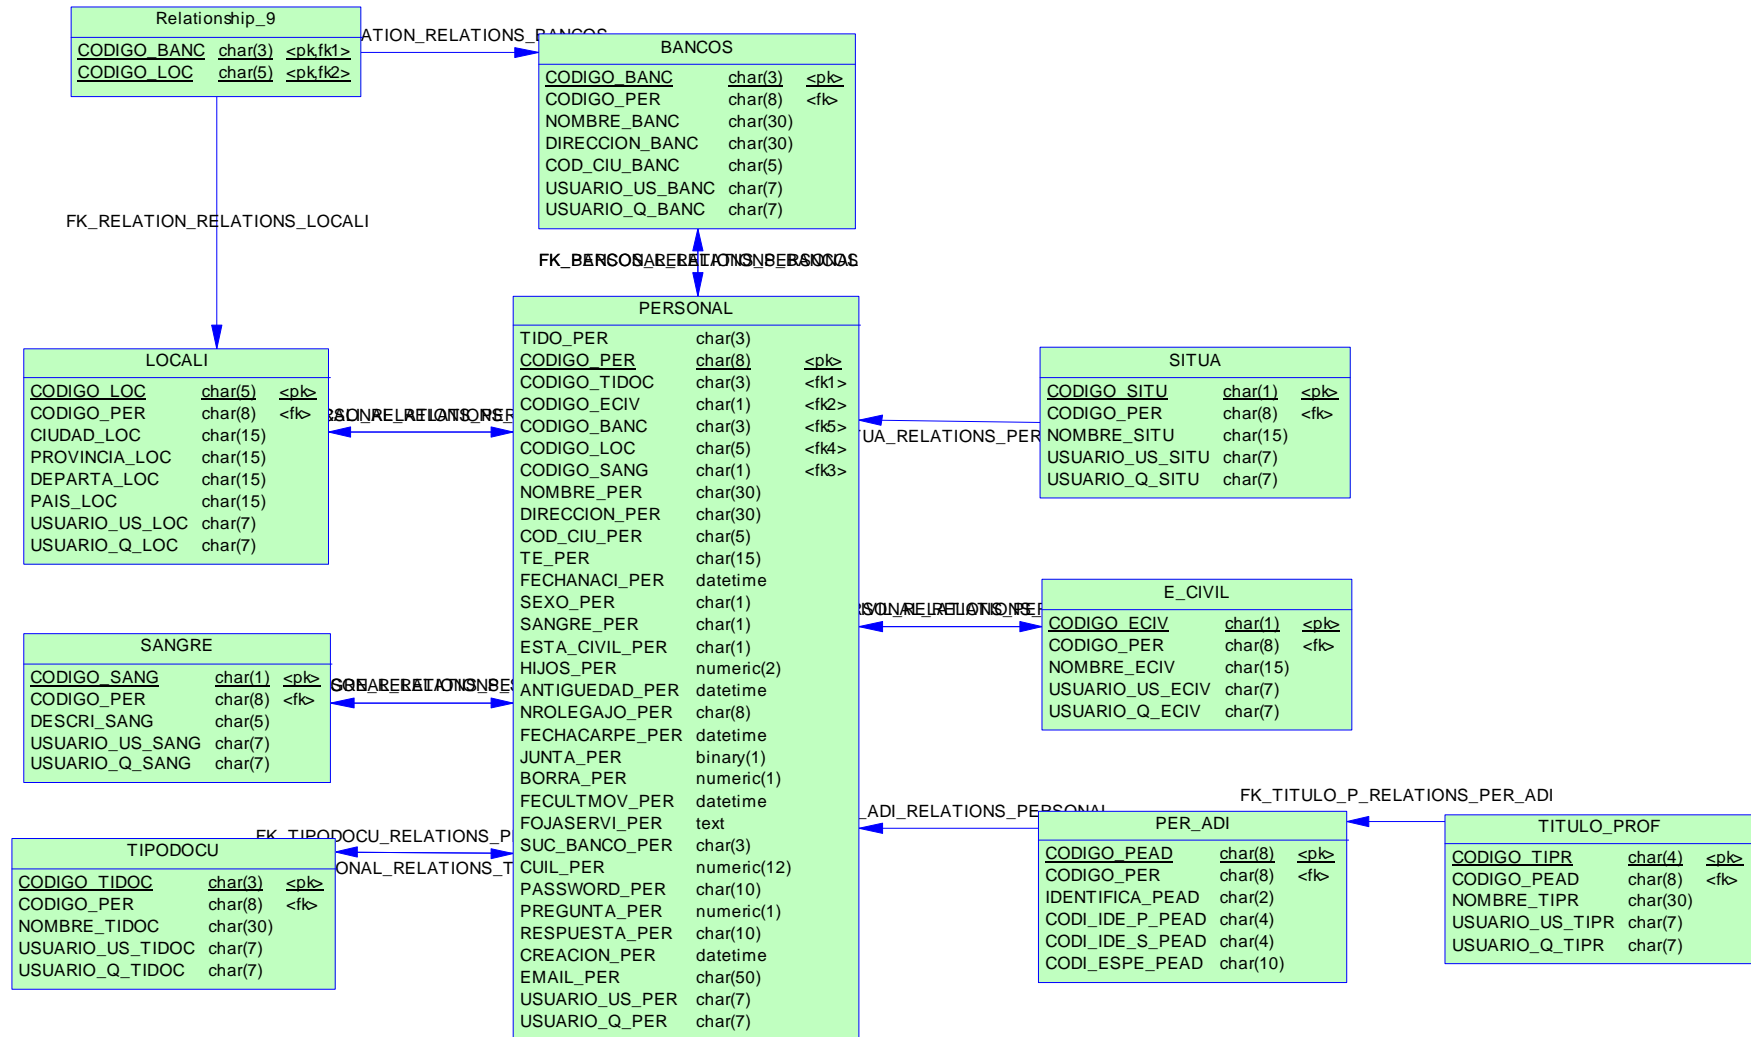 Relationship_9
CODIGO_BANC char(3) <pk,fk1>
CODIGO_LOC char(5) <pk,fk2>
ATION_RELATIONS_BANCOS
BANCOS
CODIGO_BANC char(3) <pk>
CODIGO_PER char(8) <fk>
NOMBRE_BANC char(30)
DIRECCION_BANC char(30)
COD_CIU_BANC char(5)
USUARIO_US_BANC char(7)
USUARIO_Q_BANC char(7)
FK_RELATION_RELATIONS_LOCALI
LOCALI
CODIGO_LOC char(5) <pk>
CODIGO_PER char(8) <fk>
CIUDAD_LOC char(15)
PROVINCIA_LOC char(15)
DEPARTA_LOC char(15)
PAIS_LOC char(15)
USUARIO_US_LOC char(7)
USUARIO_Q_LOC char(7)
SANGRE
CODIGO_SANG char(1) <pk>
CODIGO_PER char(8) <fk>
DESCRI_SANG char(5)
USUARIO_US_SANG char(7)
USUARIO_Q_SANG char(7)
FK_TIPODOCU_RELATIONS_P
ONAL_RELATIONS_T
TIPODOCU
CODIGO_TIDOC char(3) <pk>
CODIGO_PER char(8) <fk>
NOMBRE_TIDOC char(30)
USUARIO_US_TIDOC char(7)
USUARIO_Q_TIDOC char(7)
PERSONAL
TIDO_PER char(3)
CODIGO_PER char(8) <pk>
CODIGO_TIDOC char(3) <fk1>
CODIGO_ECIV char(1) <fk2>
CODIGO_BANC char(3) <fk5>
CODIGO_LOC char(5) <fk4>
CODIGO_SANG char(1) <fk3>
NOMBRE_PER char(30)
DIRECCION_PER char(30)
COD_CIU_PER char(5)
TE_PER char(15)
FECHANACI_PER datetime
SEXO_PER char(1)
SANGRE_PER char(1)
ESTA_CIVIL_PER char(1)
HIJOS_PER numeric(2)
ANTIGUEDAD_PER datetime
NROLEGAJO_PER char(8)
FECHACARPE_PER datetime
JUNTA_PER binary(1)
BORRA_PER numeric(1)
FECULTMOV_PER datetime
FOJASERVI_PER text
SUC_BANCO_PER char(3)
CUIL_PER numeric(12)
PASSWORD_PER char(10)
PREGUNTA_PER numeric(1)
RESPUESTA_PER char(10)
CREACION_PER datetime
EMAIL_PER char(50)
USUARIO_US_PER char(7)
USUARIO_Q_PER char(7)
TUA_RELATIONS_PER
SITUA
CODIGO_SITU char(1) <pk>
CODIGO_PER char(8) <fk>
NOMBRE_SITU char(15)
USUARIO_US_SITU char(7)
USUARIO_Q_SITU char(7)
E_CIVIL
CODIGO_ECIV char(1) <pk>
CODIGO_PER char(8) <fk>
NOMBRE_ECIV char(15)
USUARIO_US_ECIV char(7)
USUARIO_Q_ECIV char(7)
_ADI_RELATIONS_PERSONAL
PER_ADI
CODIGO_PEAD char(8) <pk>
CODIGO_PER char(8) <fk>
IDENTIFICA_PEAD char(2)
CODI_IDE_P_PEAD char(4)
CODI_IDE_S_PEAD char(4)
CODI_ESPE_PEAD char(10)
FK_TITULO_P_RELATIONS_PER_ADI
TITULO_PROF
CODIGO_TIPR char(4) <pk>
CODIGO_PEAD char(8) <fk>
NOMBRE_TIPR char(30)
USUARIO_US_TIPR char(7)
USUARIO_Q_TIPR char(7)